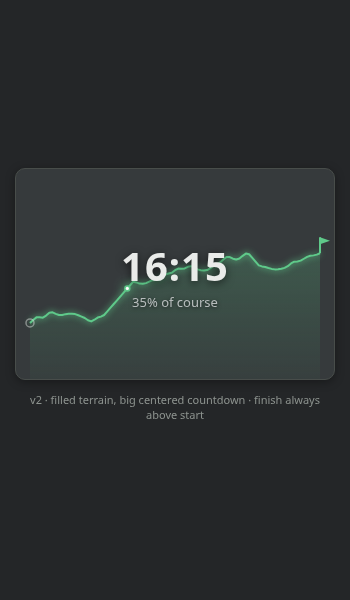 16:15
35% of course
v2 · filled terrain, big centered countdown · finish always
above start